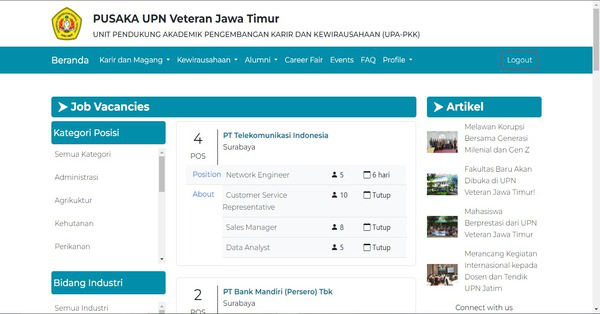 PUSAKA UPN Veteran Jawa Timur
UNIT PENDUKUNG AKADEMIK PENGEMBANGAN KARIR DAN KEWIRAUSAHAAN (UPA-PKK)
Beranda Karir dan Magang Kewirausahaan Alumni Career Fair Events FAQ Profile Logout
Job Vacancies
Kategori Posisi
Semua Kategori
Administrasi
Agrikuktur
Kehutanan
Perikanan
Bidang Industri
Semua Industri
4
POS
PT Telekomunikasi Indonesia
Surabaya
Position
About
Network Engineer 5 6 hari
Customer Service
Representative 10 Tutup
Sales Manager 8 Tutup
Data Analyst 5 Tutup
2
POS
PT Bank Mandiri (Persero) Tbk
Surabaya
Artikel
Melawan Korupsi
Bersama Generasi
Milenial dan Gen Z
Fakultas Baru Akan
Dibuka di UPN
Veteran Jawa Timur!
Mahasiswa
Berprestasi dari UPN
Veteran Jawa Timur
Merancang Kegiatan
Internasional kepada
Dosen dan Tendik
UPN Jatim
Connect with us